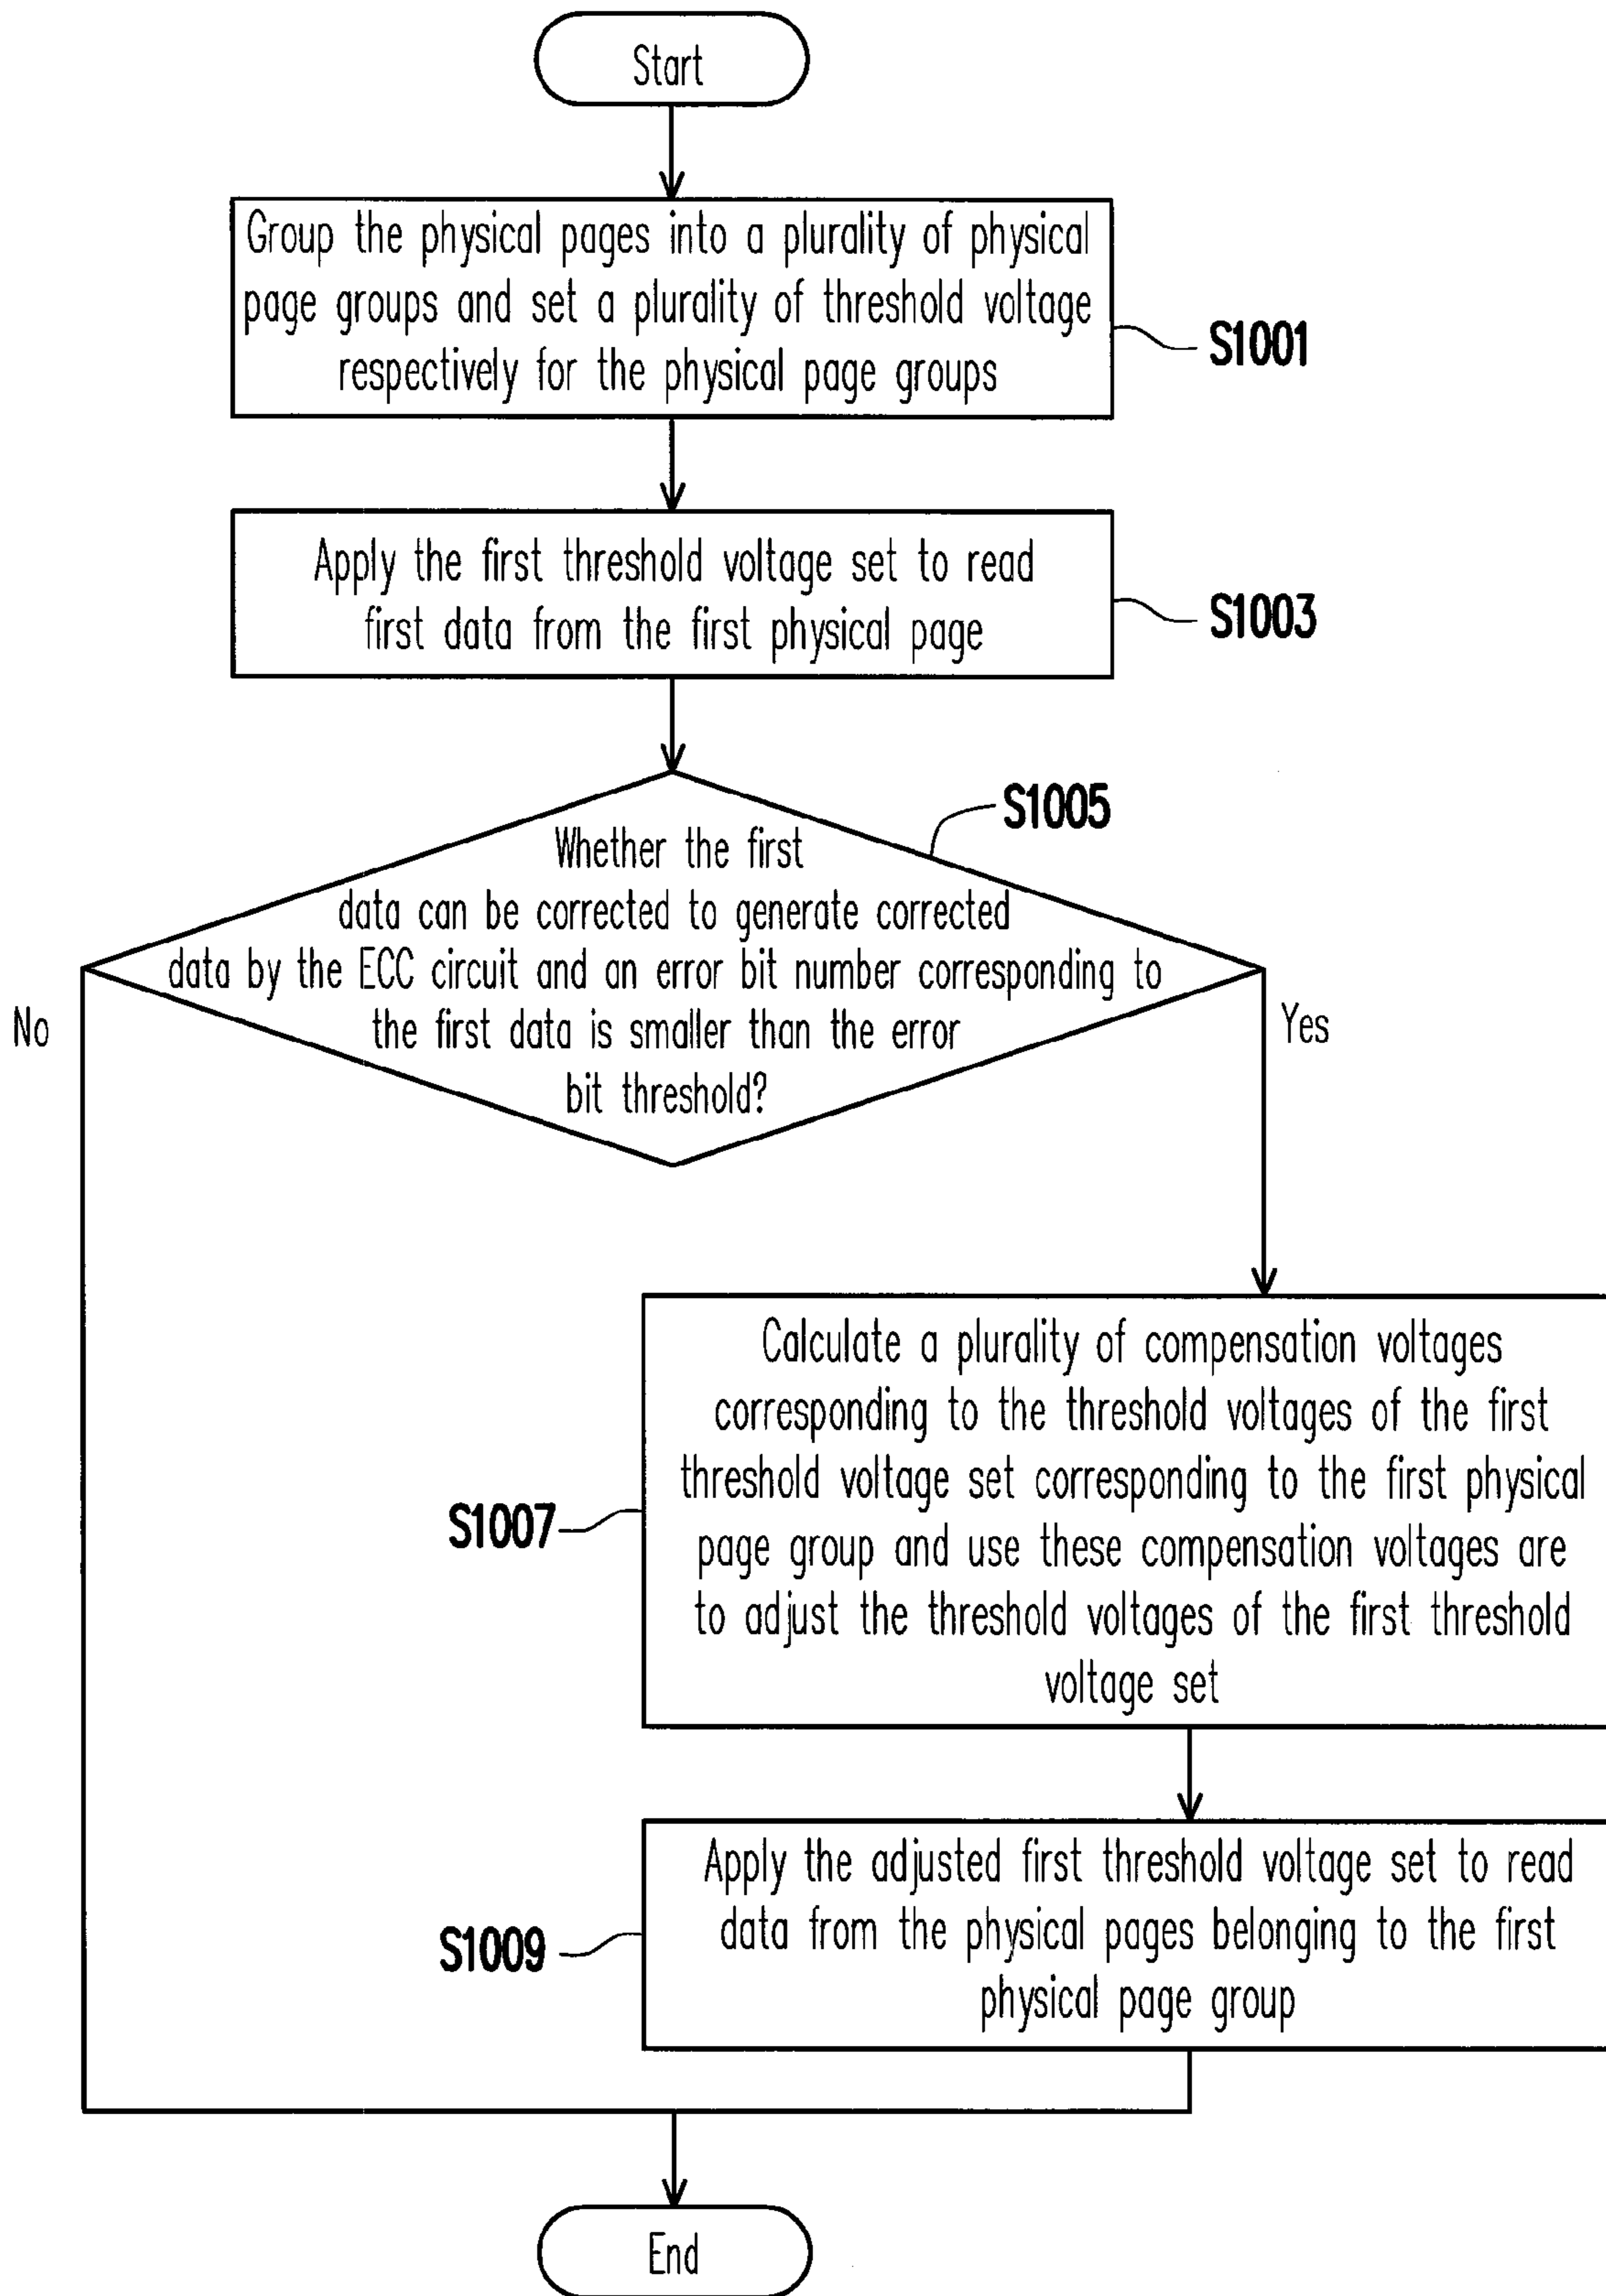 Start
Group the physical pages into a plurality of physical
page groups and set a plurality of threshold voltage
respectively for the physical page groups
S1001
Apply the first threshold voltage set to read
first data from the first physical page
S1003
S1005
Whether the first
data can be corrected to generate corrected
data by the ECC circuit and an error bit number corresponding to
the first data is smaller than the error
bit threshold?
No
Yes
Calculate a plurality of compensation voltages
corresponding to the threshold voltages of the first
threshold voltage set corresponding to the first physical
page group and use these compensation voltages are
to adjust the threshold voltages of the first threshold
voltage set
S1007
Apply the adjusted first threshold voltage set to read
data from the physical pages belonging to the first
physical page group
S1009
End